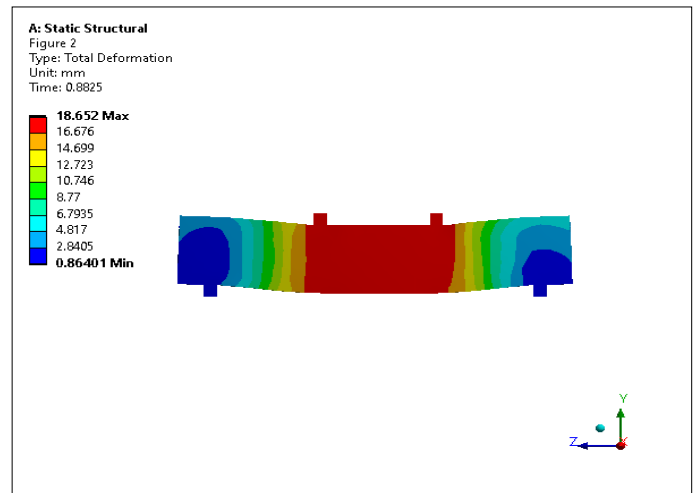 A: Static Structural
Figure 2
Type: Total Deformation
Unit: mm
Time: 0.8825
18.652 Max
16.676
14.699
12.723
10.746
8.77
6.7935
4.817
2.8405
0.86401 Min
Y
Z
X